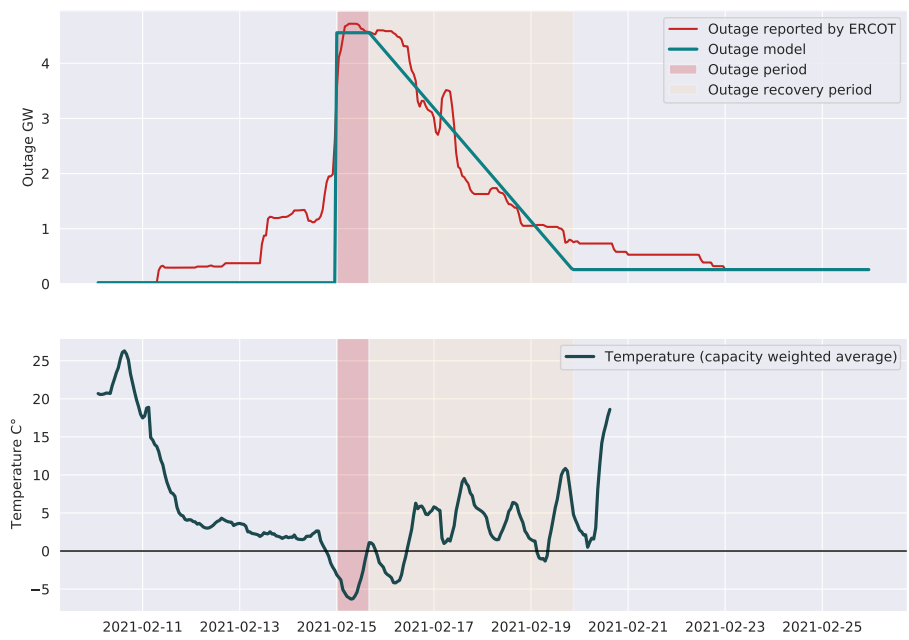 Outage GW
4
3
2
1
0
Outage reported by ERCOT
Outage model
Outage period
Outage recovery period
Temperature C°
25
20
15
10
5
0
−5
Temperature (capacity weighted average)
2021-02-11 2021-02-13 2021-02-15 2021-02-17 2021-02-19 2021-02-21 2021-02-23 2021-02-25